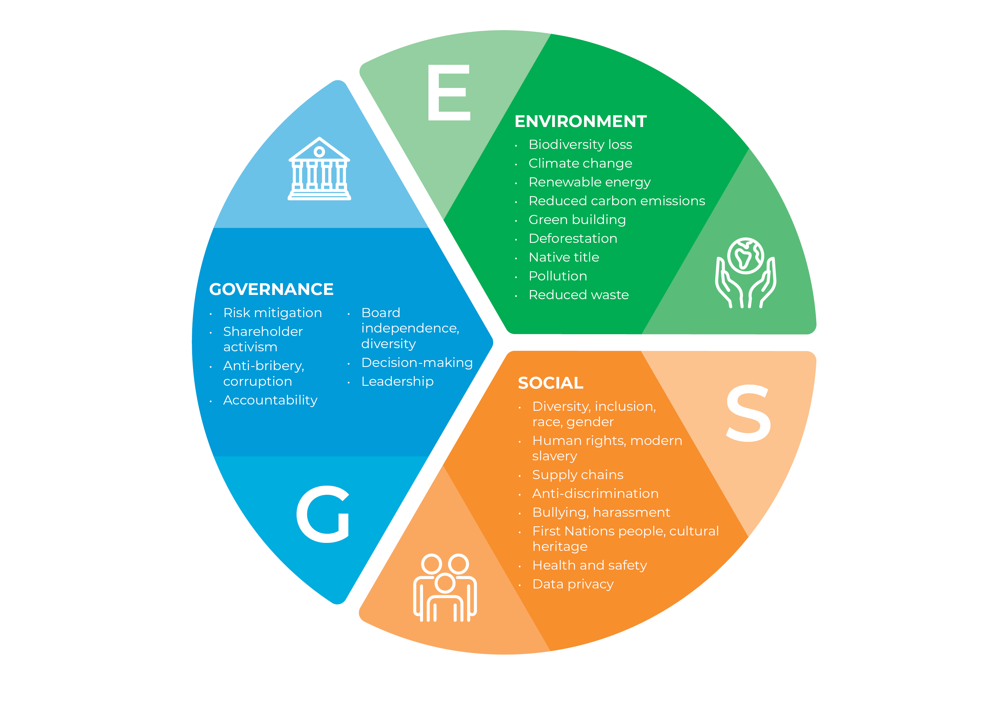 E
ENVIRONMENT
• Biodiversity loss
• Climate change
• Renewable energy
• Reduced carbon emissions
• Green building
• Deforestation
• Native title
• Pollution
• Reduced waste
S
SOCIAL
• Diversity, inclusion,
race, gender
• Human rights, modern
slavery
• Supply chains
• Anti-discrimination
• Bullying, harassment
• First Nations people, cultural
heritage
• Health and safety
• Data privacy
GOVERNANCE
• Risk mitigation
• Shareholder
activism
• Anti-bribery,
corruption
• Accountability
• Board
independence,
diversity
• Decision-making
• Leadership
G